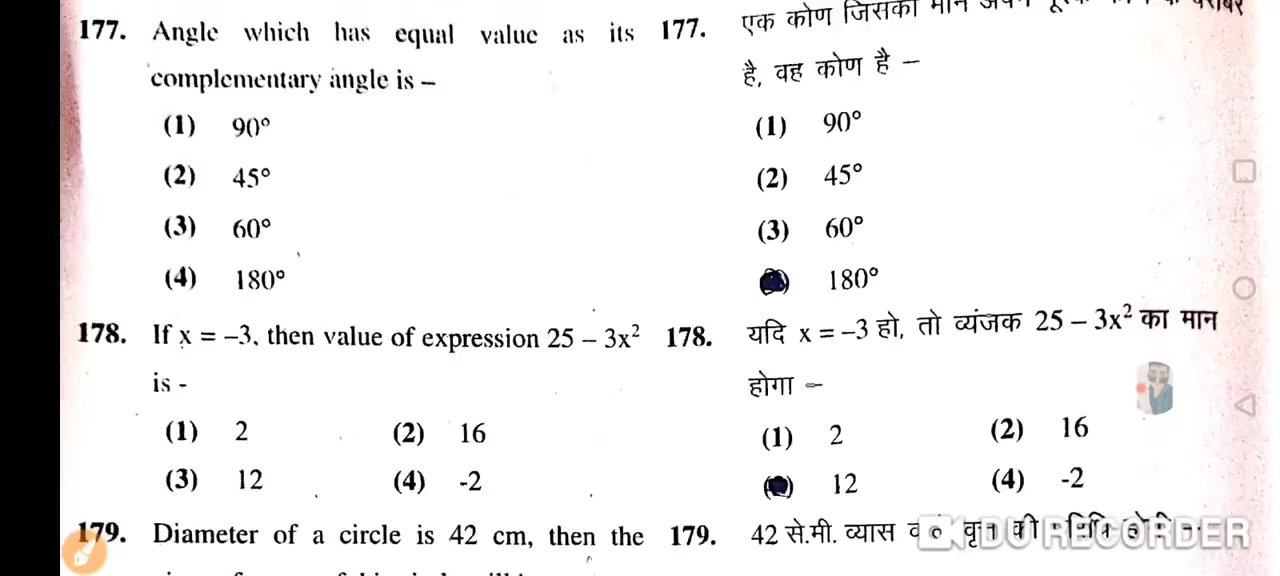 177. Angle which has equal value as its
complementary angle is –
(1) 90°
(2) 45°
(3) 60°
(4) 180°
178. If x = –3, then value of expression 25 – 3x²
is -
(1) 2 (2) 16
(3) 12 (4) -2
179. Diameter of a circle is 42 cm, then the
177. एक कोण जिसका मान
है, वह कोण है –
(1) 90°
(2) 45°
(3) 60°
180°
178. यदि x = –3 हो, तो व्यंजक 25 – 3x² का मान
होगा –
(1) 2 (2) 16
12 (4) -2
179. 42 से.मी. व्यास
DU RECORDER